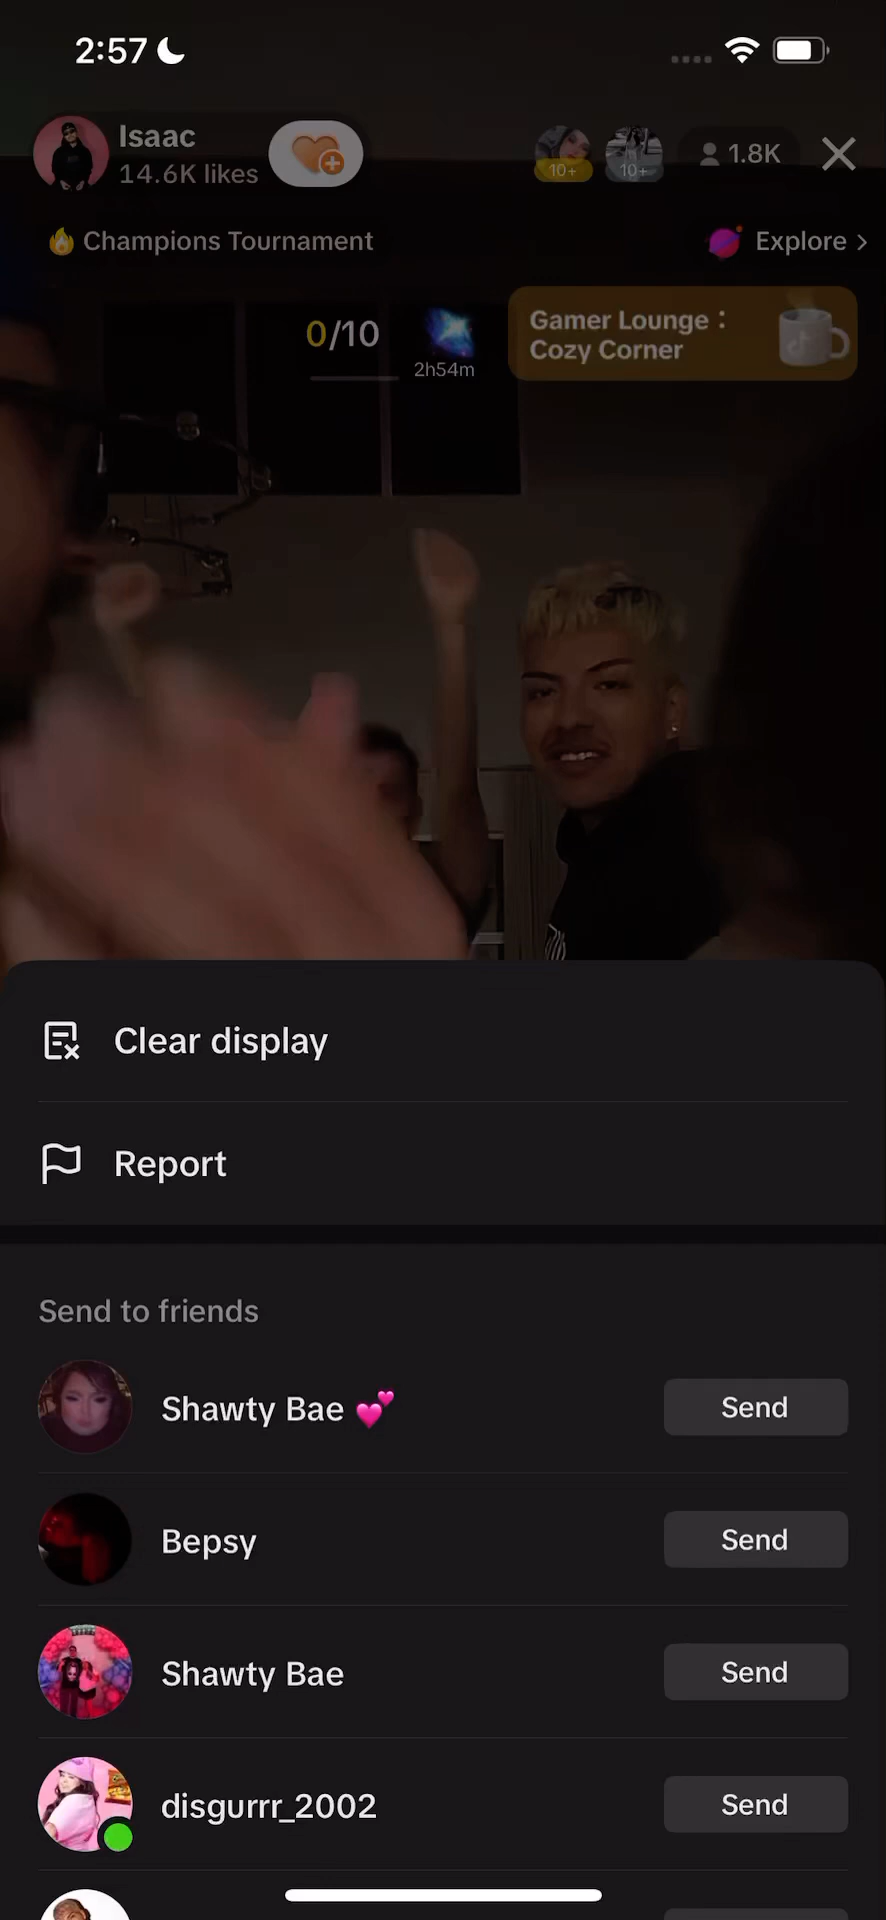 2:57
Isaac
14.6K likes
10+
10+
1.8K
Champions Tournament
Explore >
0/10
2h54m
Gamer Lounge :
Cozy Corner
Clear display
Report
Send to friends
Shawty Bae 💕
Send
Bepsy
Send
Shawty Bae
Send
disgurrr_2002
Send